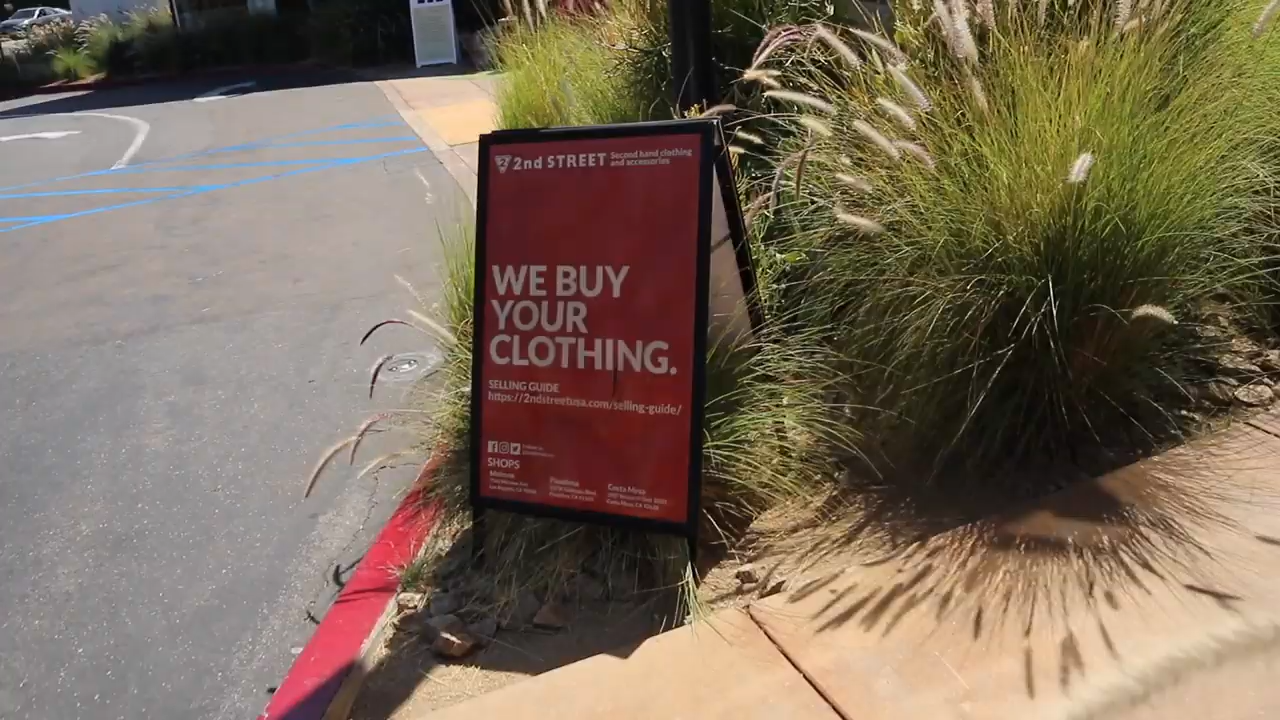 2nd STREET Second hand clothing
and accessories
WE BUY
YOUR
CLOTHING.
SELLING GUIDE
https://2ndstreetusa.com/selling-guide/
SHOPS
Melrose
Pasadena
Costa Mesa